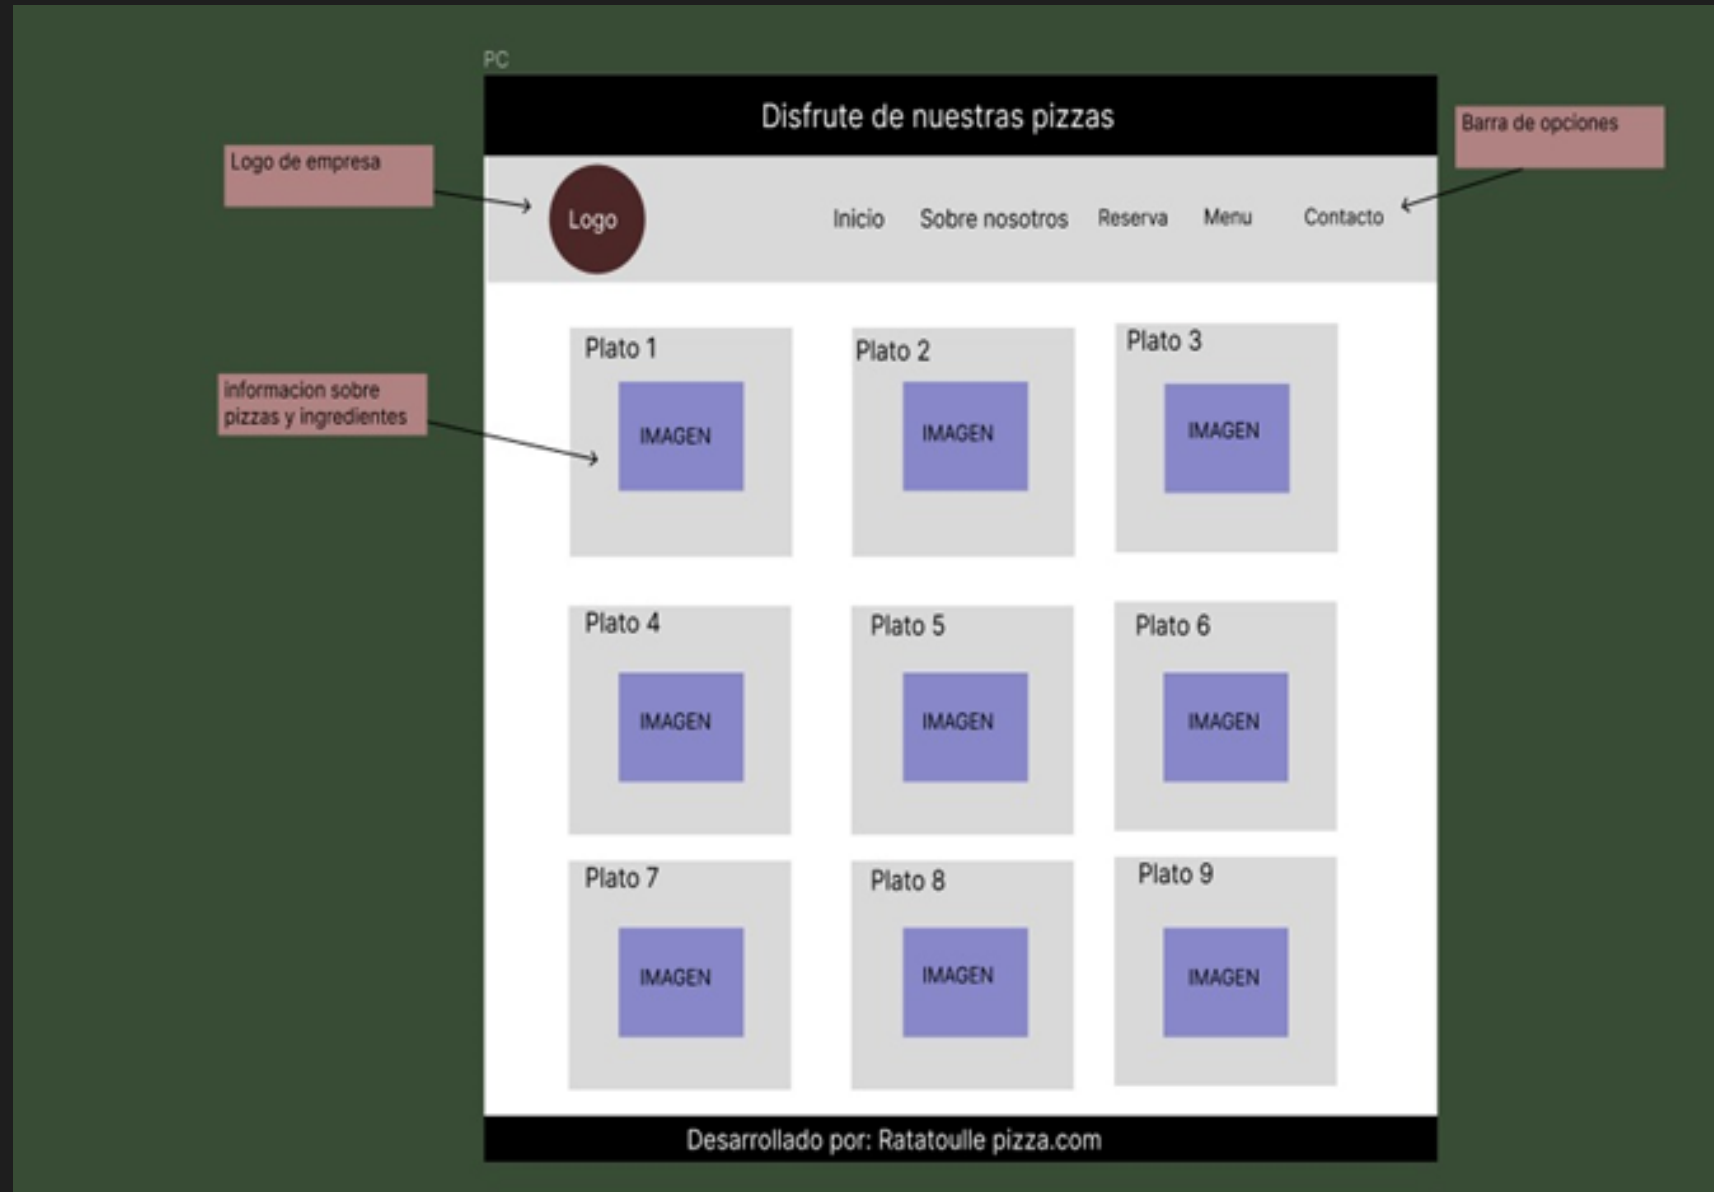 PC
Disfrute de nuestras pizzas
Barra de opciones
Logo de empresa
Logo
Inicio
Sobre nosotros
Reserva
Menu
Contacto
informacion sobre
pizzas y ingredientes
Plato 1
IMAGEN
Plato 2
IMAGEN
Plato 3
IMAGEN
Plato 4
IMAGEN
Plato 5
IMAGEN
Plato 6
IMAGEN
Plato 7
IMAGEN
Plato 8
IMAGEN
Plato 9
IMAGEN
Desarrollado por: Ratatoulle pizza.com